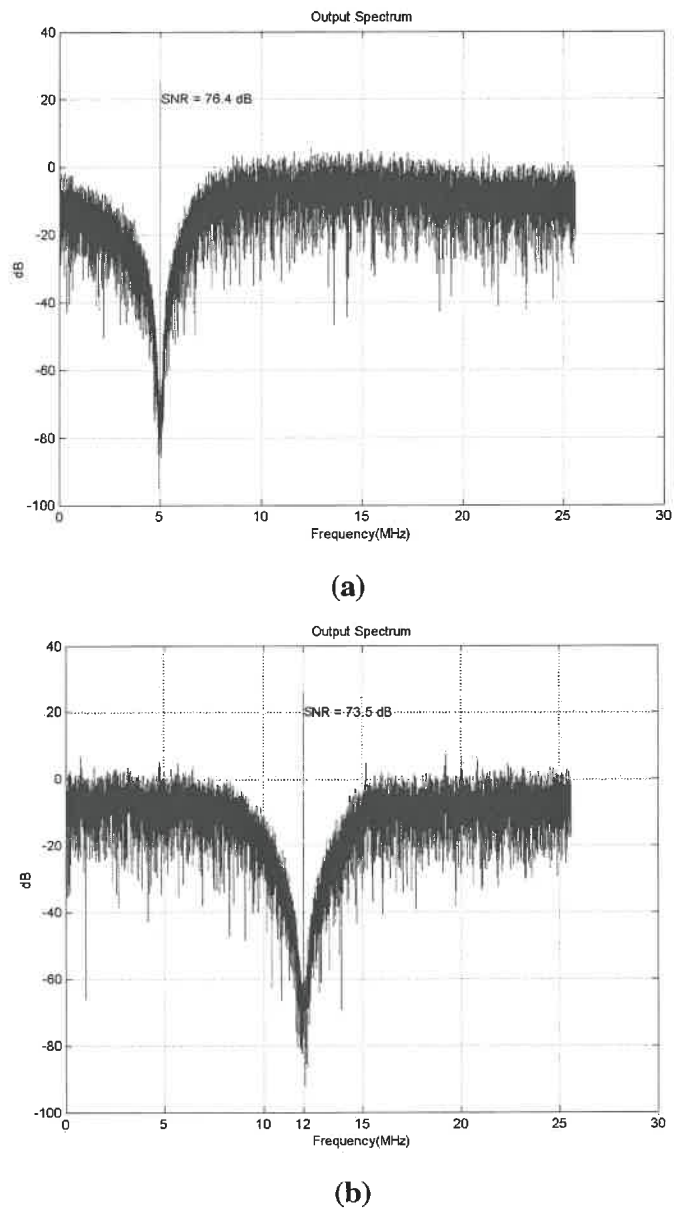 Output Spectrum
40
20
0
-20
-40
-60
-80
-100
dB
SNR = 76.4 dB
0 5 10 15 20 25 30
Frequency(MHz)
(a)
Output Spectrum
40
20
0
-20
-40
-60
-80
-100
dB
SNR = 73.5 dB
0 5 10 12 15 20 25 30
Frequency(MHz)
(b)